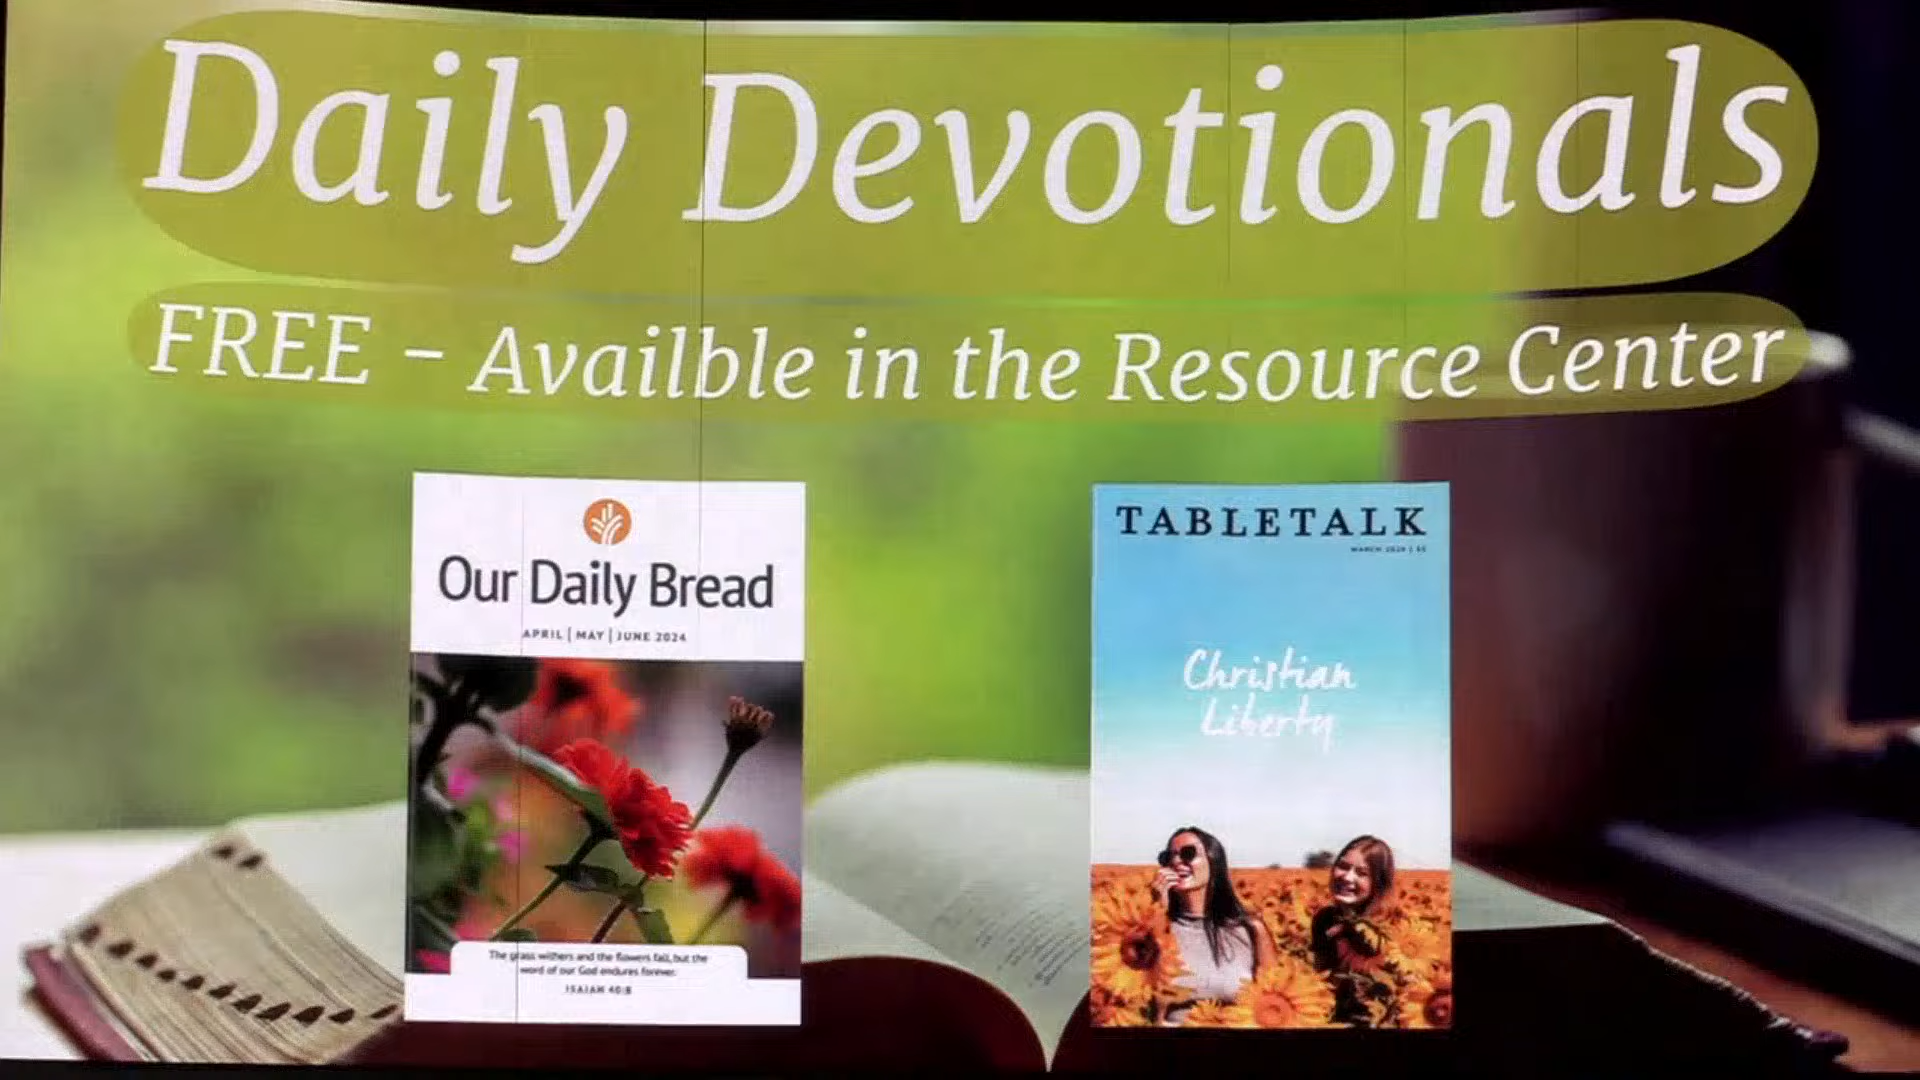 Daily Devotionals
FREE – Availble in the Resource Center
Our Daily Bread
APRIL | MAY | JUNE 2024
The grass withers and the flowers fall, but the
word of our God endures forever.
ISAIAH 40:8
TABLETALK
MARCH
Christian
Liberty